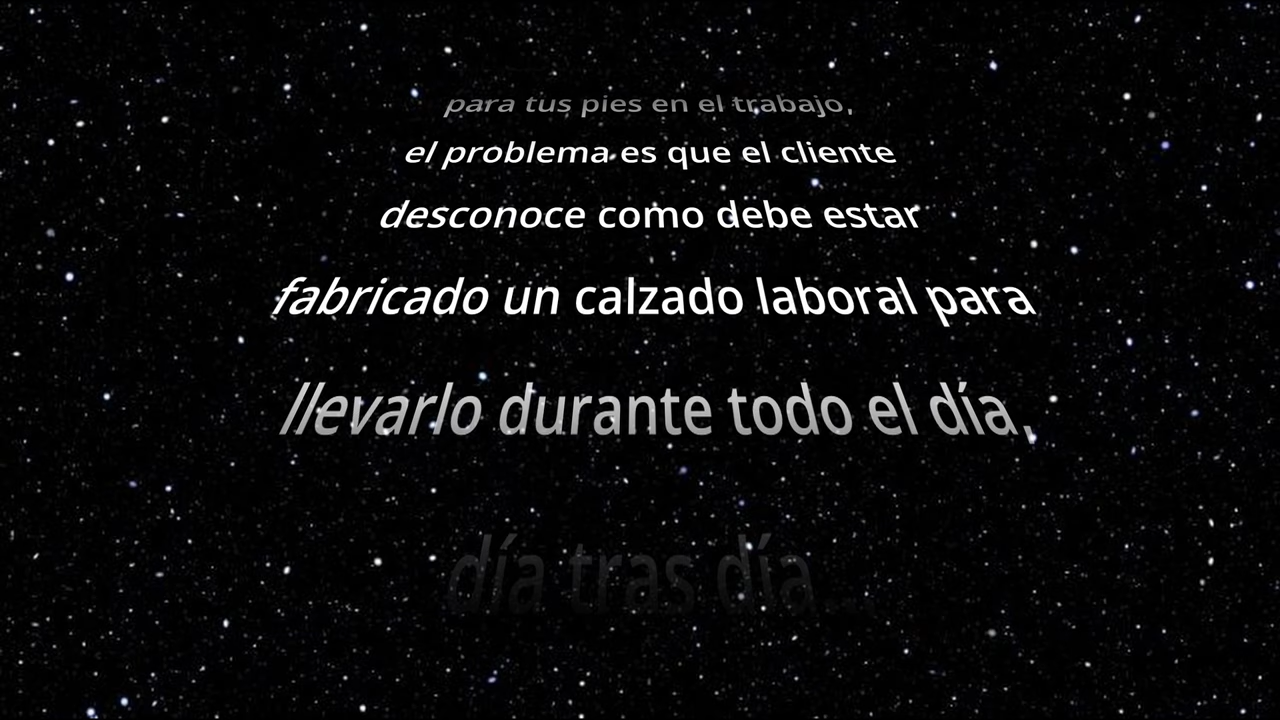 para tus pies en el trabajo,
el problema es que el cliente
desconoce como debe estar
fabricado un calzado laboral para
llevarlo durante todo el día,
día tras día...